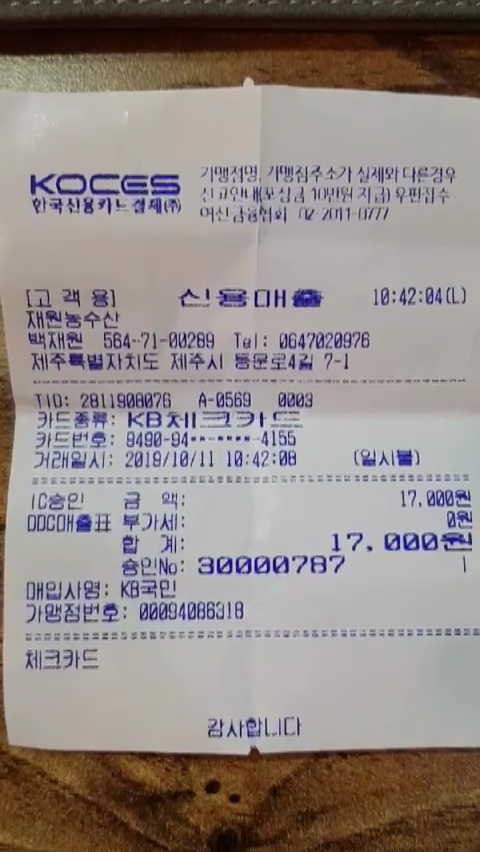 KOCES
한국신용카드결제(주)
가맹점명, 가맹점주소가 실제와 다른경우
신고안내(포상금 10만원 지급) 우편접수
여신금융협회 02-2011-0777
[고 객 용] 신용매출 10:42:04(L)
재원농수산
백재원 564-71-00289 Tel: 0647020976
제주특별자치도 제주시 동문로4길 7-1
TID: 2811908076 A-0569 0003
카드종류: KB체크카드
카드번호: 9490-94**-****-4155
거래일시: 2019/10/11 10:42:08 (일시불)
IC승인 금 액: 17,000원
DDC매출표 부가세: 0원
합 계: 17,000원
승인No: 30000787
매입사명: KB국민
가맹점번호: 00094086318
체크카드
감사합니다